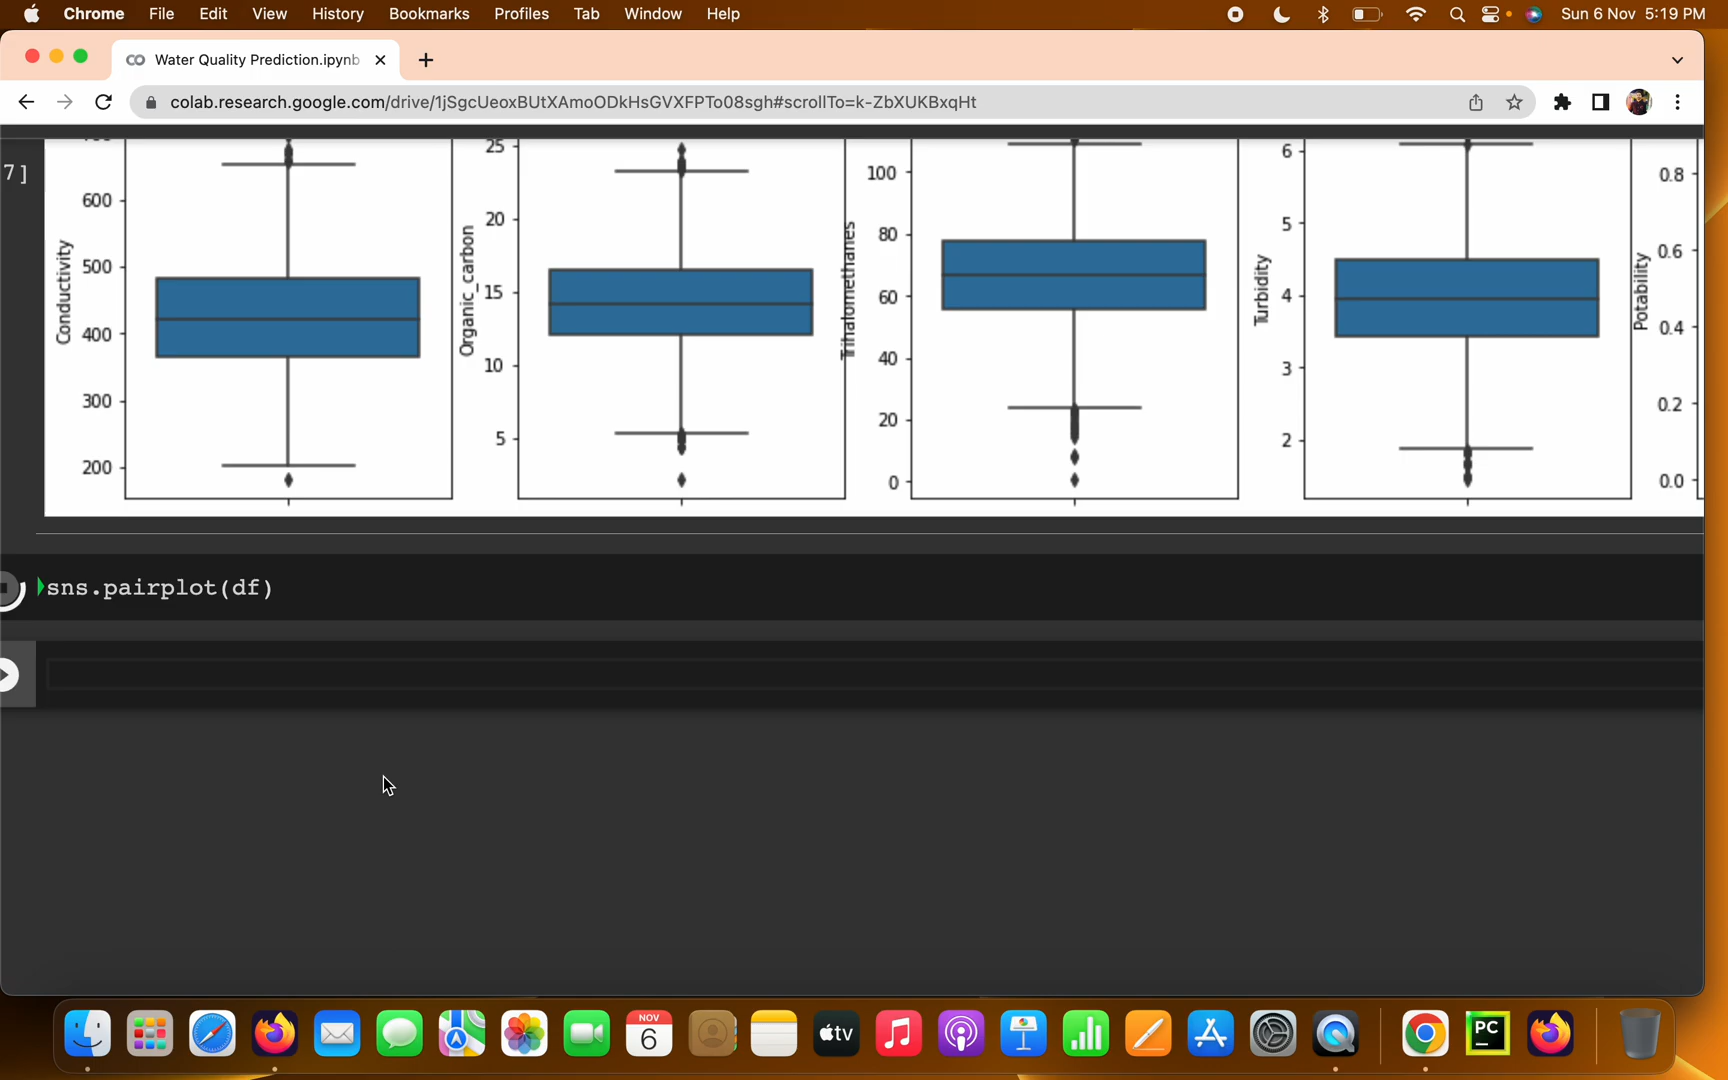 Chrome File Edit View History Bookmarks Profiles Tab Window Help Sun 6 Nov 5:19 PM
Water Quality Prediction.ipynb
colab.research.google.com/drive/1jSgcUeoxBUtXAmoODkHsGVXFPTo08sgh#scrollTo=k-ZbXUKBxqHt
7]
Conductivity
600
500
400
300
200
Organic_carbon
25
20
15
10
5
Trihalomethanes
100
80
60
40
20
0
Turbidity
6
5
4
3
2
Potability
0.8
0.6
0.4
0.2
0.0
sns.pairplot(df)
NOV
6
tv
PC